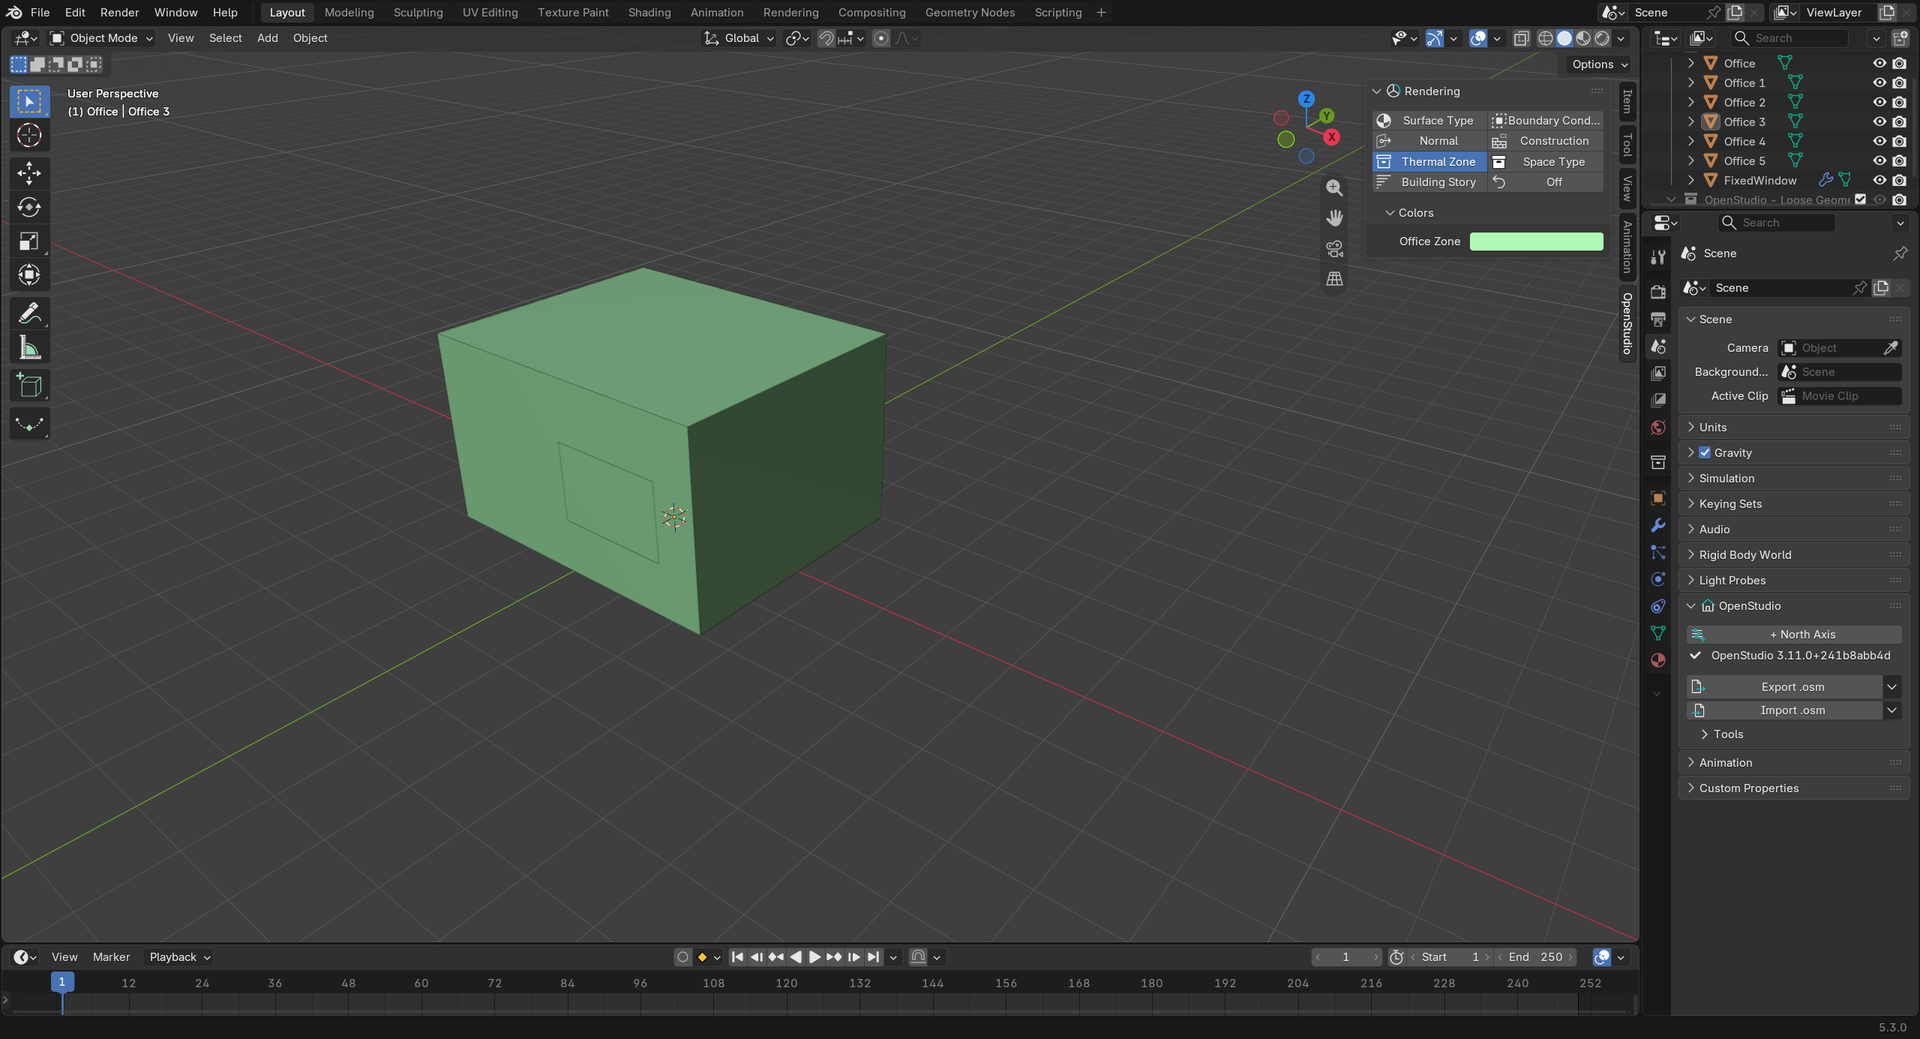 File Edit Render Window Help Layout Modeling Sculpting UV Editing Texture Paint Shading Animation Rendering Compositing Geometry Nodes Scripting + Scene ViewLayer
Object Mode View Select Add Object Global Search
Options
User Perspective
(1) Office | Office 3
Z
Y
X
Rendering
Surface Type Boundary Cond...
Normal Construction
Thermal Zone Space Type
Building Story Off
Colors
Office Zone
Item
Tool
View
Animation
OpenStudio
Office
Office 1
Office 2
Office 3
Office 4
Office 5
FixedWindow
OpenStudio - Loose Geome
Search
Scene
Scene
Scene
Camera Object
Background... Scene
Active Clip Movie Clip
Units
Gravity
Simulation
Keying Sets
Audio
Rigid Body World
Light Probes
OpenStudio
+ North Axis
OpenStudio 3.11.0+241b8abb4d
Export .osm
Import .osm
Tools
Animation
Custom Properties
View Marker Playback 1 Start 1 End 250
1 12 24 36 48 60 72 84 96 108 120 132 144 156 168 180 192 204 216 228 240 252
5.3.0